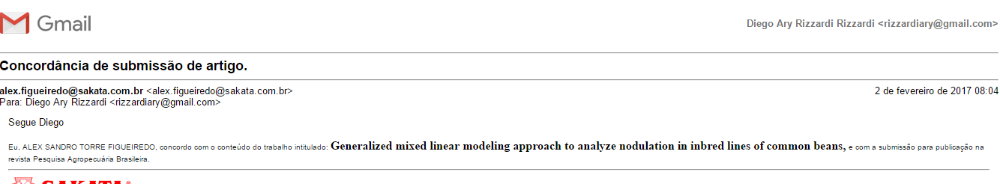 Gmail
Diego Ary Rizzardi Rizzardi <rizzardiary@gmail.com>
Concordância de submissão de artigo.
alex.figueiredo@sakata.com.br <alex.figueiredo@sakata.com.br>
2 de fevereiro de 2017 08:04
Para: Diego Ary Rizzardi <rizzardiary@gmail.com>
Segue Diego
Eu, ALEX SANDRO TORRE FIGUEIREDO, concordo com o conteúdo do trabalho intitulado: Generalized mixed linear modeling approach to analyze nodulation in inbred lines of common beans, e com a submissão para publicação na
revista Pesquisa Agropecuária Brasileira.
SAKATA®